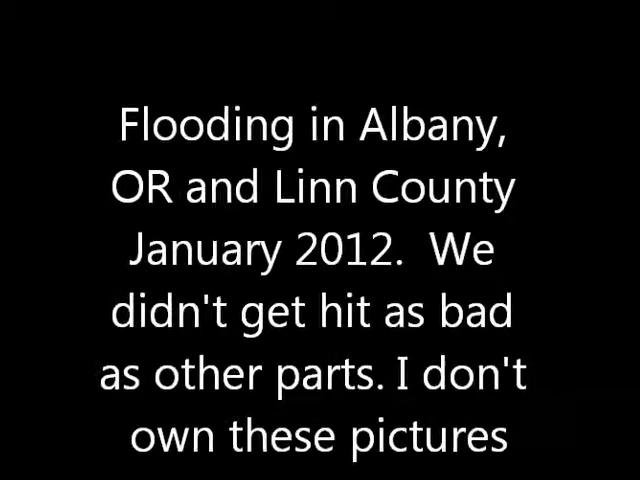 Flooding in Albany,
OR and Linn County
January 2012.  We
didn't get hit as bad
as other parts. I don't
own these pictures